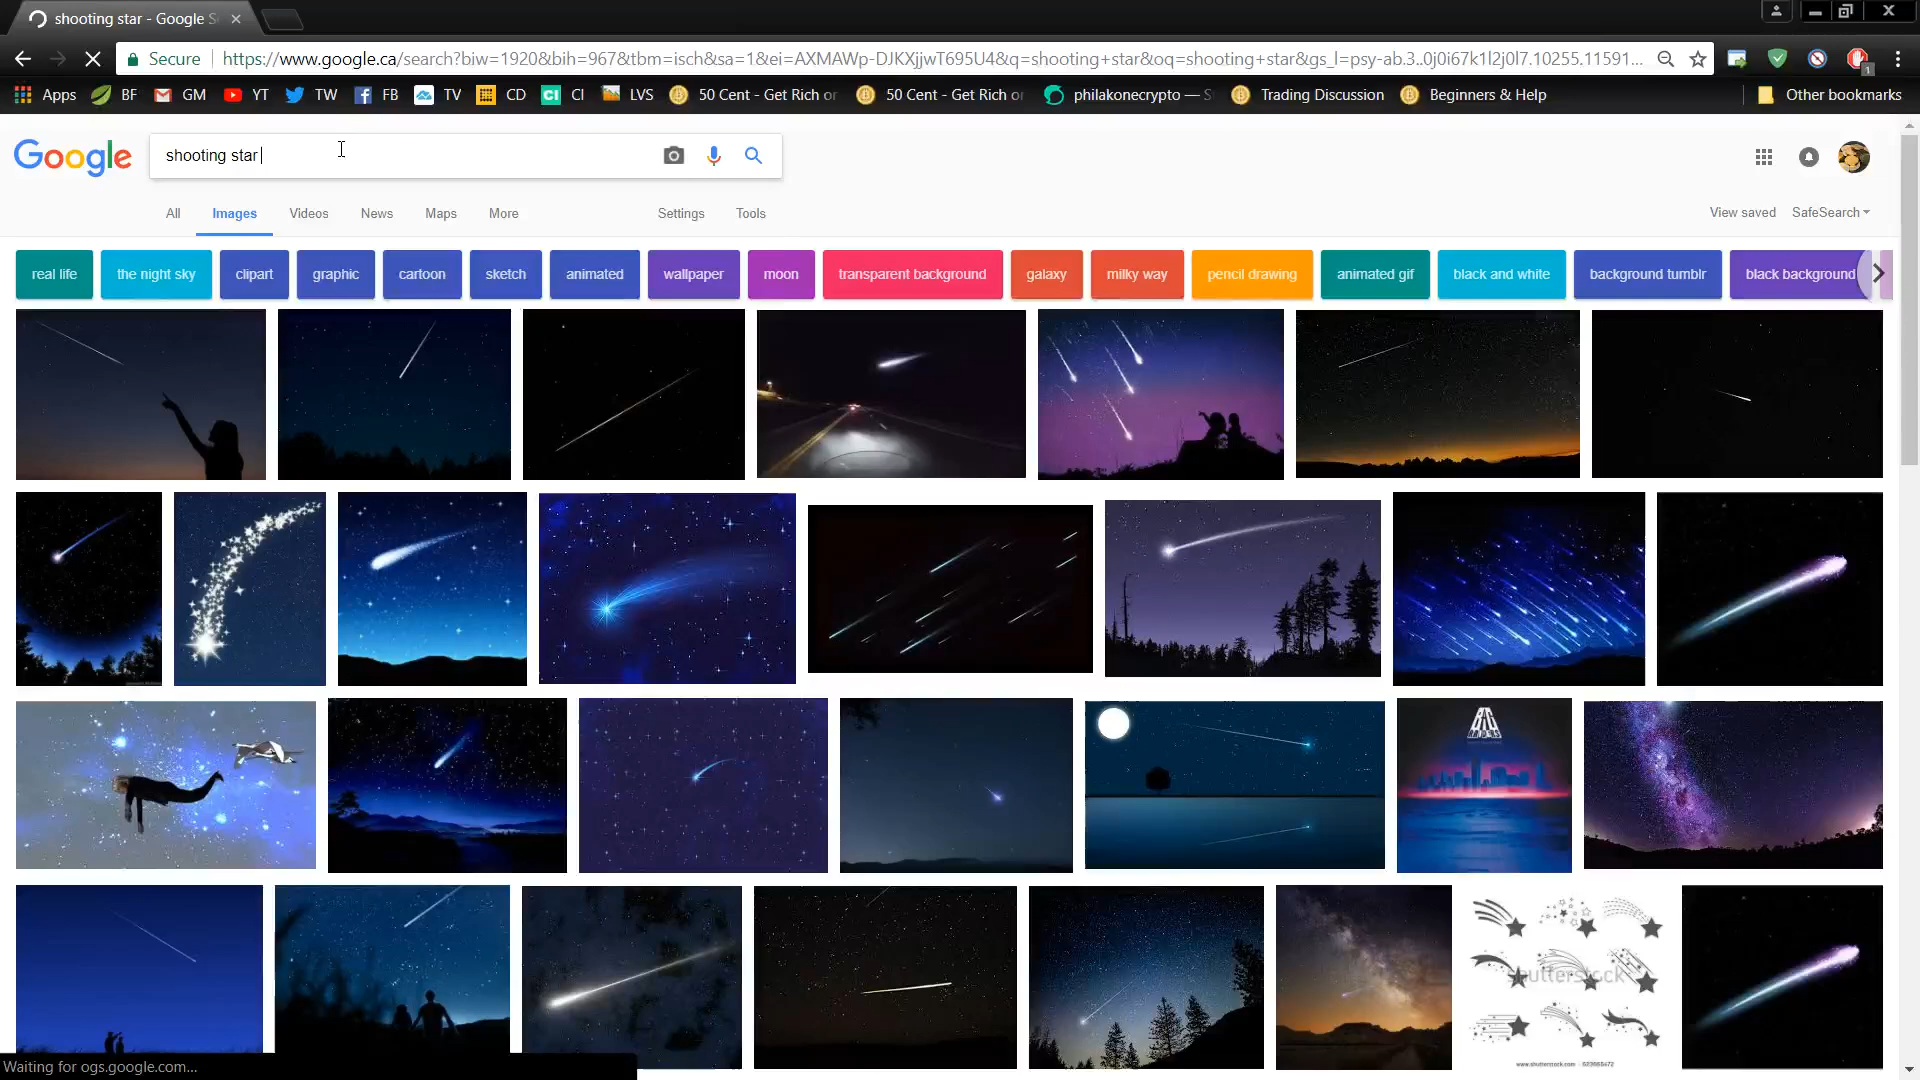 shooting star - Google S
Secure https://www.google.ca/search?biw=1920&bih=967&tbm=isch&sa=1&ei=AXMAWp-DJKXjjwT695U4&q=shooting+star&oq=shooting+star&gs_l=psy-ab.3..0j0i67k1l2j0l7.10255.11591...
1
Apps BF GM YT TW FB TV CD CI LVS 50 Cent - Get Rich or 50 Cent - Get Rich or philakonecrypto — S Trading Discussion Beginners & Help Other bookmarks
Google shooting star
All Images Videos News Maps More Settings Tools View saved SafeSearch
real life the night sky clipart graphic cartoon sketch animated wallpaper moon transparent background galaxy milky way pencil drawing animated gif black and white background tumblr black background
shutterstock
Waiting for ogs.google.com...